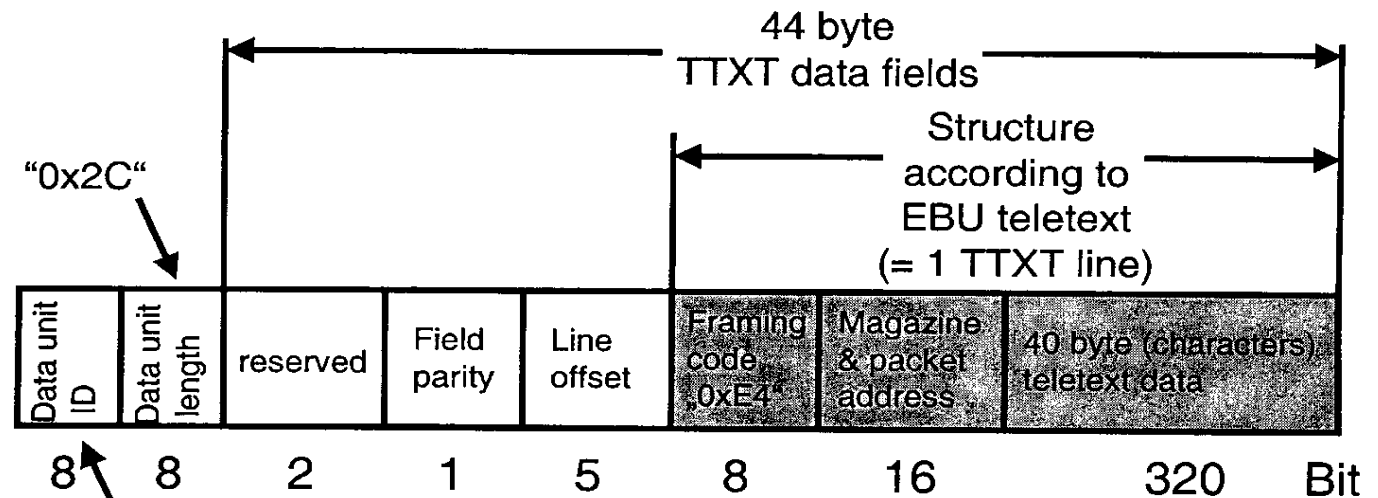 44 byte
TTXT data fields
Structure
according to
EBU teletext
(= 1 TTXT line)
“0x2C“
Data unit
ID
Data unit
length
reserved
Field
parity
Line
offset
Framing
code
„0xE4“
Magazine
& packet
address
40 byte (characters)
teletext data
8 8 2 1 5 8 16 320 Bit